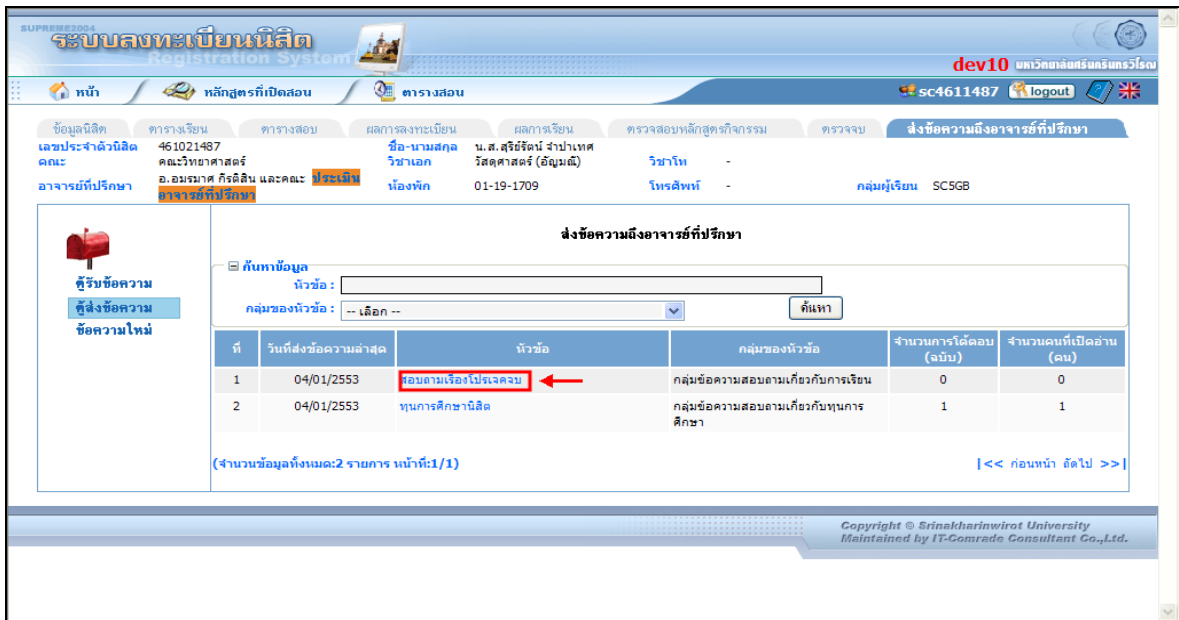 SUPREME2004
ระบบลงทะเบียนนิสิต
Registration System
dev10 มหาวิทยาลัยศรีนครินทรวิโรฒ
หน้า หลักสูตรที่เปิดสอน ตารางสอน sc4611487 logout
ข้อมูลนิสิต ตารางเรียน ตารางสอบ ผลการลงทะเบียน ผลการเรียน ตรวจสอบหลักสูตรกิจกรรม ตรวจจบ ส่งข้อความถึงอาจารย์ที่ปรึกษา
เลขประจำตัวนิสิต 461021487 ชื่อ-นามสกุล น.ส.สุรีย์รัตน์ จำปาเทศ
คณะ คณะวิทยาศาสตร์ วิชาเอก วัสดุศาสตร์ (อัญมณี) วิชาโท -
อาจารย์ที่ปรึกษา อ.อมรมาศ กีรติสิน และคณะ ประเมินอาจารย์ที่ปรึกษา ห้องพัก 01-19-1709 โทรศัพท์ - กลุ่มผู้เรียน SC5GB
ส่งข้อความถึงอาจารย์ที่ปรึกษา
ตู้รับข้อความ
ตู้ส่งข้อความ
ข้อความใหม่
ค้นหาข้อมูล
หัวข้อ :
กลุ่มของหัวข้อ : -- เลือก -- ค้นหา
ที่ วันที่ส่งข้อความล่าสุด หัวข้อ กลุ่มของหัวข้อ จำนวนการโต้ตอบ (ฉบับ) จำนวนคนที่เปิดอ่าน (คน)
1 04/01/2553 สอบถามเรื่องโปรเจคจบ กลุ่มข้อความสอบถามเกี่ยวกับการเรียน 0 0
2 04/01/2553 ทุนการศึกษานิสิต กลุ่มข้อความสอบถามเกี่ยวกับทุนการ
ศึกษา 1 1
(จำนวนข้อมูลทั้งหมด:2 รายการ หน้าที่:1/1) |<< ก่อนหน้า ถัดไป >>|
Copyright © Srinakharinwirot University
Maintained by IT-Comrade Consultant Co.,Ltd.